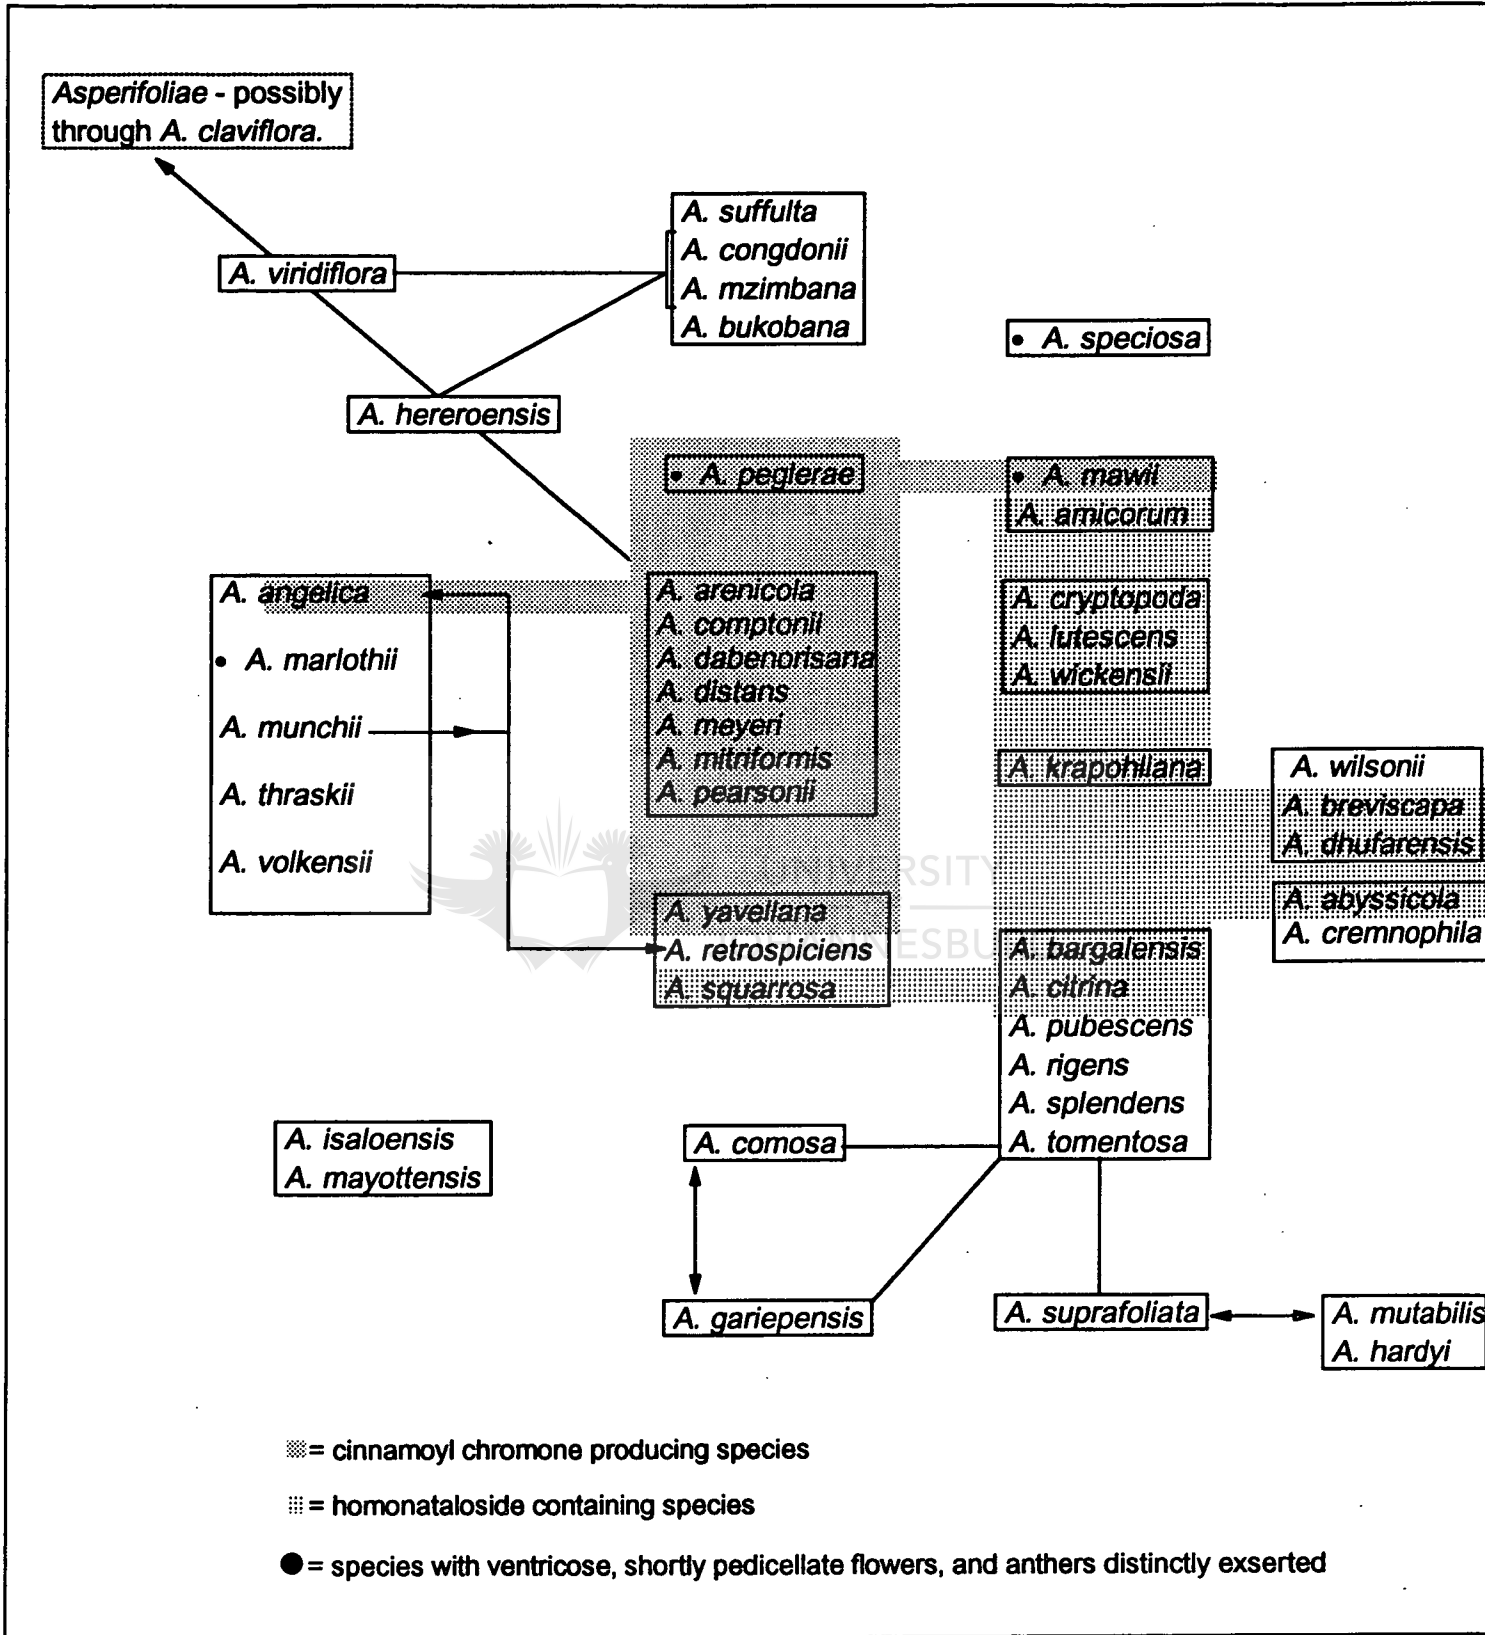 Asperifoliae - possibly
through A. claviflora.
A. viridiflora
A. suffulta
A. congdonii
A. mzimbana
A. bukobana
• A. speciosa
A. hereroensis
• A. peglerae
• A. mawii
A. amicorum
A. angelica
• A. marlothii
A. munchii
A. thraskii
A. volkensii
A. arenicola
A. comptonii
A. dabenorisana
A. distans
A. meyeri
A. mitriformis
A. pearsonii
A. cryptopoda
A. lutescens
A. wickensii
A. krapohliana
A. wilsonii
A. breviscapa
A. dhufarensis
A. abyssicola
A. cremnophila
A. yavellana
A. retrospiciens
A. squarrosa
A. bargalensis
A. citrina
A. pubescens
A. rigens
A. splendens
A. tomentosa
A. isaloensis
A. mayottensis
A. comosa
A. gariepensis
A. suprafoliata
A. mutabilis
A. hardyi
= cinnamoyl chromone producing species
= homonataloside containing species
● = species with ventricose, shortly pedicellate flowers, and anthers distinctly exserted